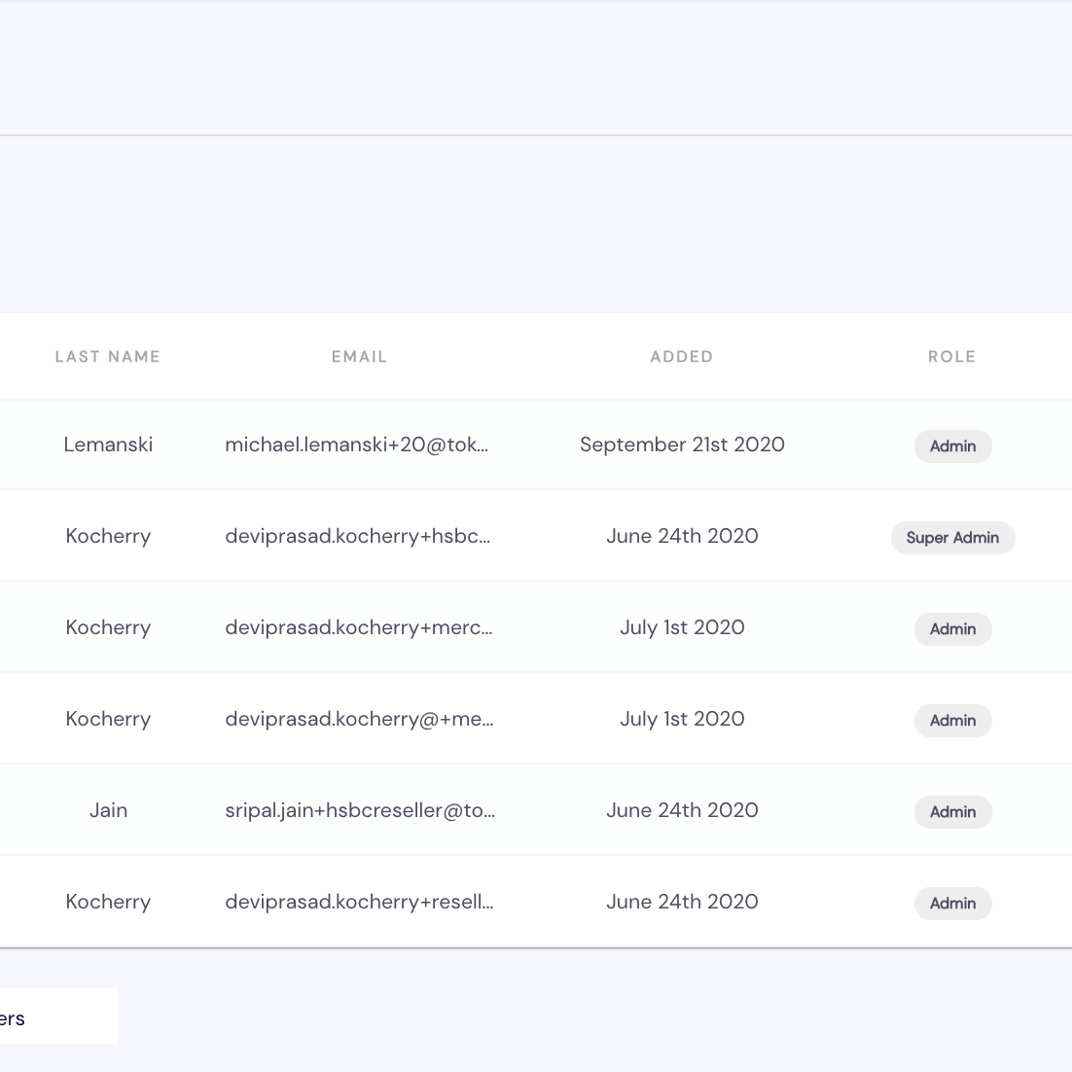 LAST NAME EMAIL ADDED ROLE
Lemanski michael.lemanski+20@tok... September 21st 2020 Admin
Kocherry deviprasad.kocherry+hsbc... June 24th 2020 Super Admin
Kocherry deviprasad.kocherry+merc... July 1st 2020 Admin
Kocherry deviprasad.kocherry@+me... July 1st 2020 Admin
Jain sripal.jain+hsbcreseller@to... June 24th 2020 Admin
Kocherry deviprasad.kocherry+resell... June 24th 2020 Admin
ers